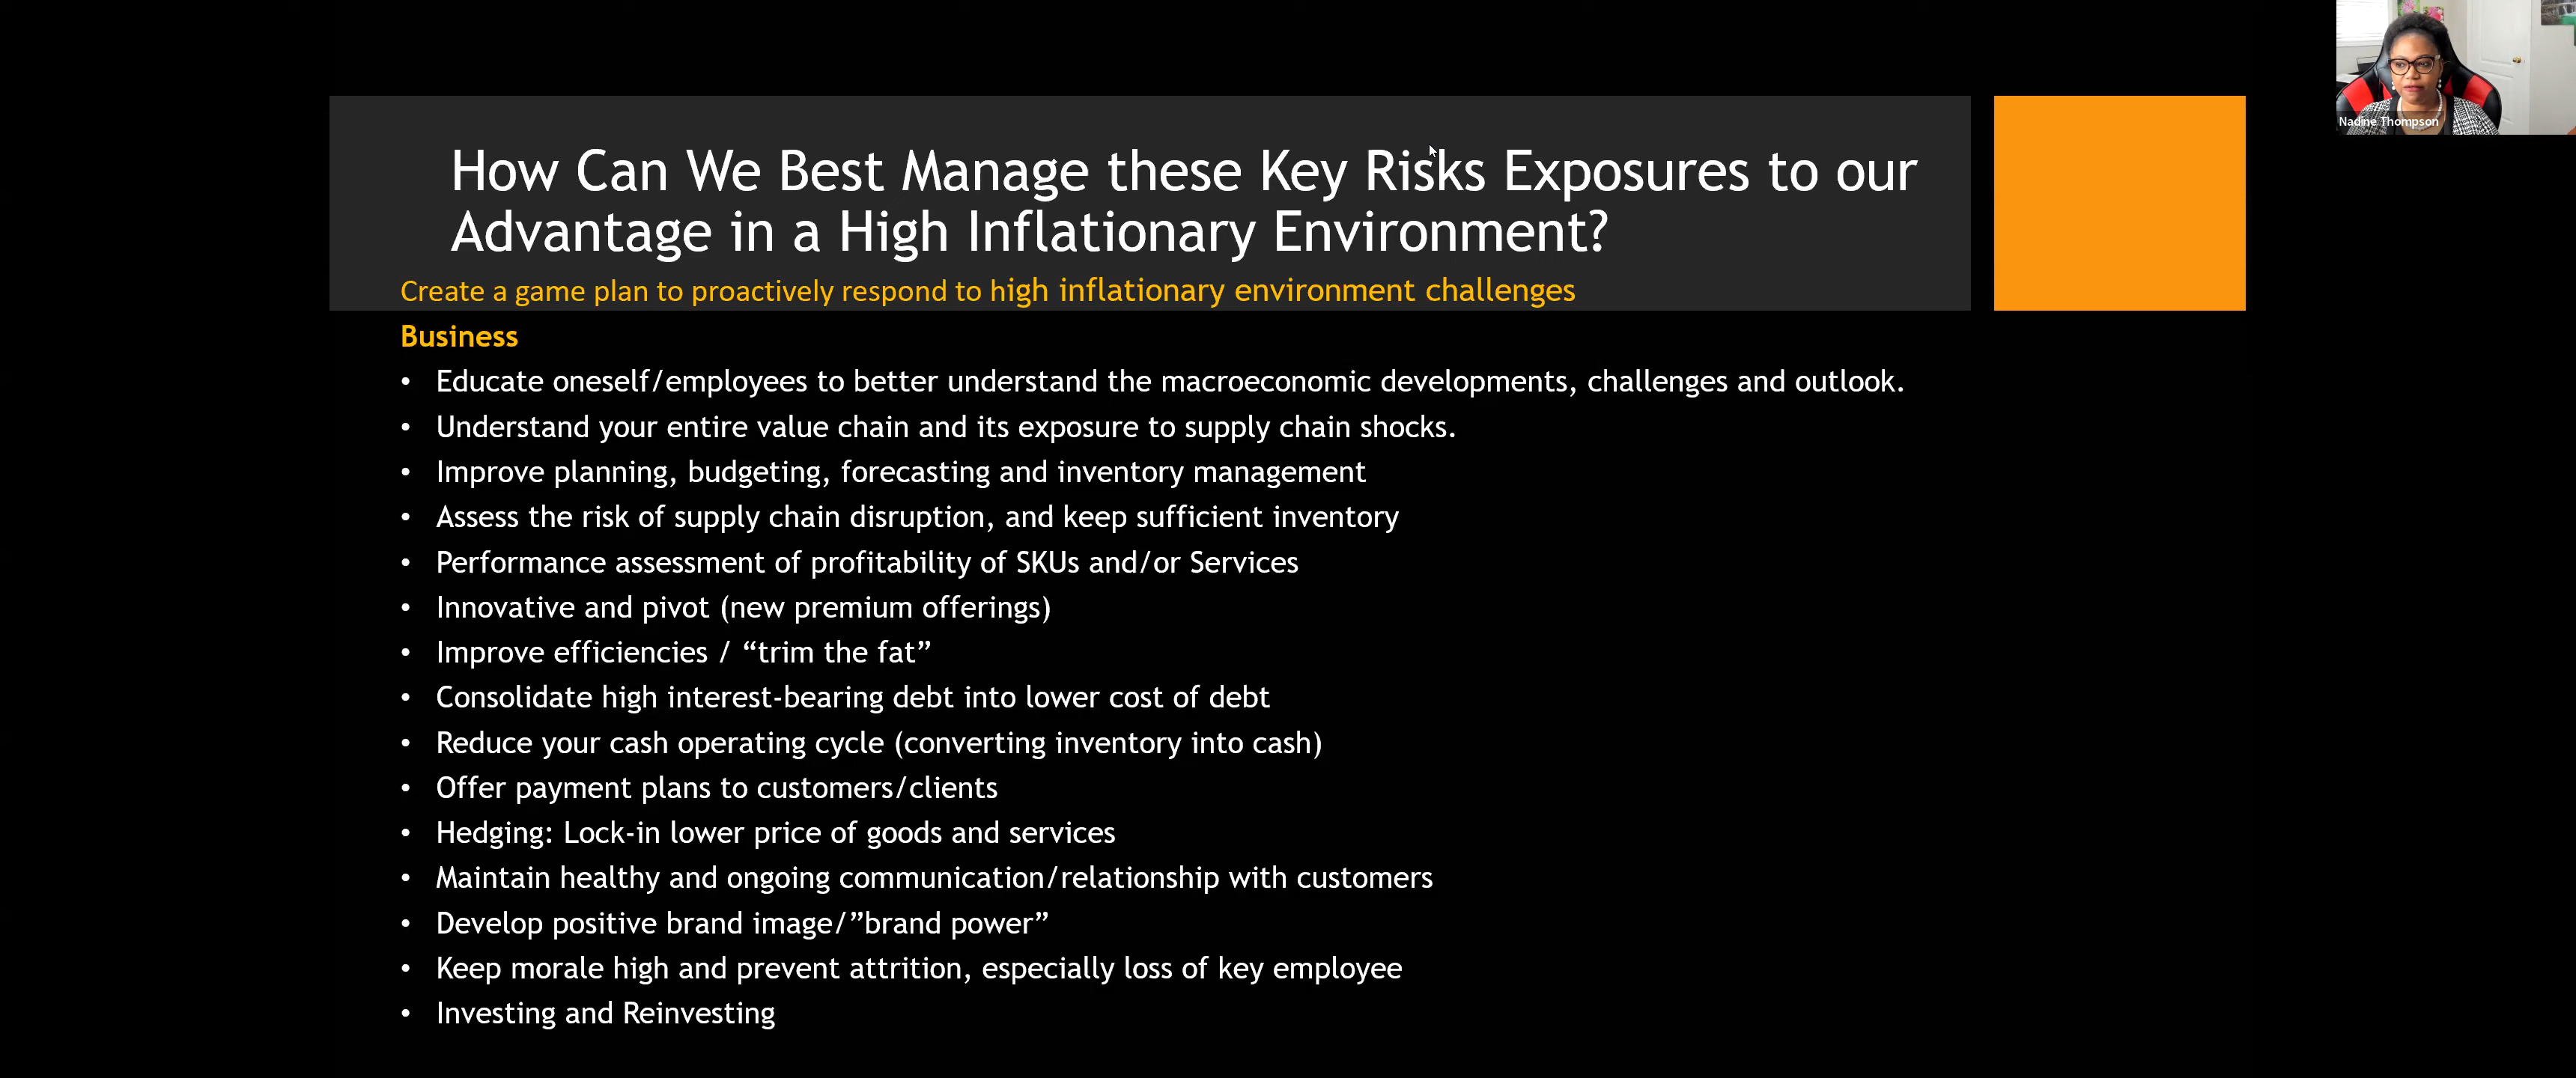 How Can We Best Manage these Key Risks Exposures to our
Advantage in a High Inflationary Environment?
Create a game plan to proactively respond to high inflationary environment challenges
Business
• Educate oneself/employees to better understand the macroeconomic developments, challenges and outlook.
• Understand your entire value chain and its exposure to supply chain shocks.
• Improve planning, budgeting, forecasting and inventory management
• Assess the risk of supply chain disruption, and keep sufficient inventory
• Performance assessment of profitability of SKUs and/or Services
• Innovative and pivot (new premium offerings)
• Improve efficiencies / “trim the fat”
• Consolidate high interest-bearing debt into lower cost of debt
• Reduce your cash operating cycle (converting inventory into cash)
• Offer payment plans to customers/clients
• Hedging: Lock-in lower price of goods and services
• Maintain healthy and ongoing communication/relationship with customers
• Develop positive brand image/”brand power”
• Keep morale high and prevent attrition, especially loss of key employee
• Investing and Reinvesting
Nadine Thompson